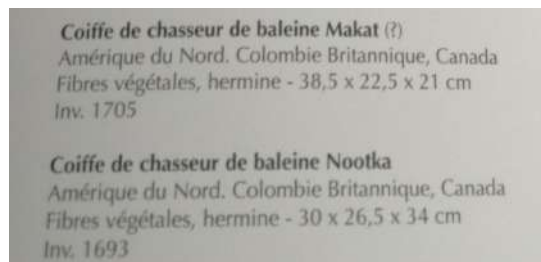 Coiffe de chasseur de baleine Makat (?)
Amérique du Nord. Colombie Britannique, Canada
Fibres végétales, hermine - 38,5 x 22,5 x 21 cm
Inv. 1705
Coiffe de chasseur de baleine Nootka
Amérique du Nord. Colombie Britannique, Canada
Fibres végétales, hermine - 30 x 26,5 x 34 cm
Inv. 1693